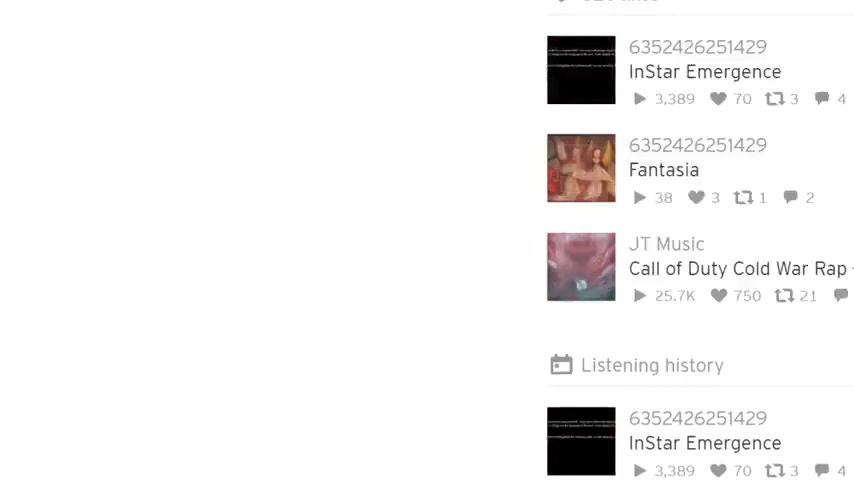 6352426251429
InStar Emergence
3,389 70 3 4
6352426251429
Fantasia
38 3 1 2
JT Music
Call of Duty Cold War Rap
25.7K 750 21
Listening history
6352426251429
InStar Emergence
3,389 70 3 4